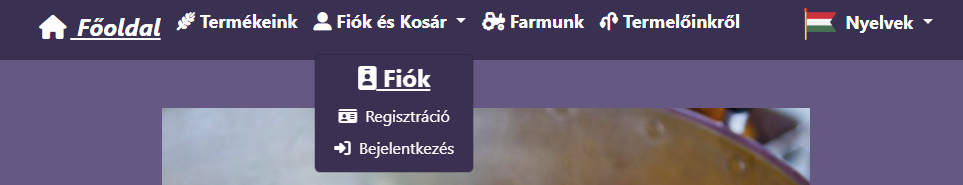 Főoldal Termékeink Fiók és Kosár Farmunk Termelőinkről Nyelvek
Fiók
Regisztráció
Bejelentkezés